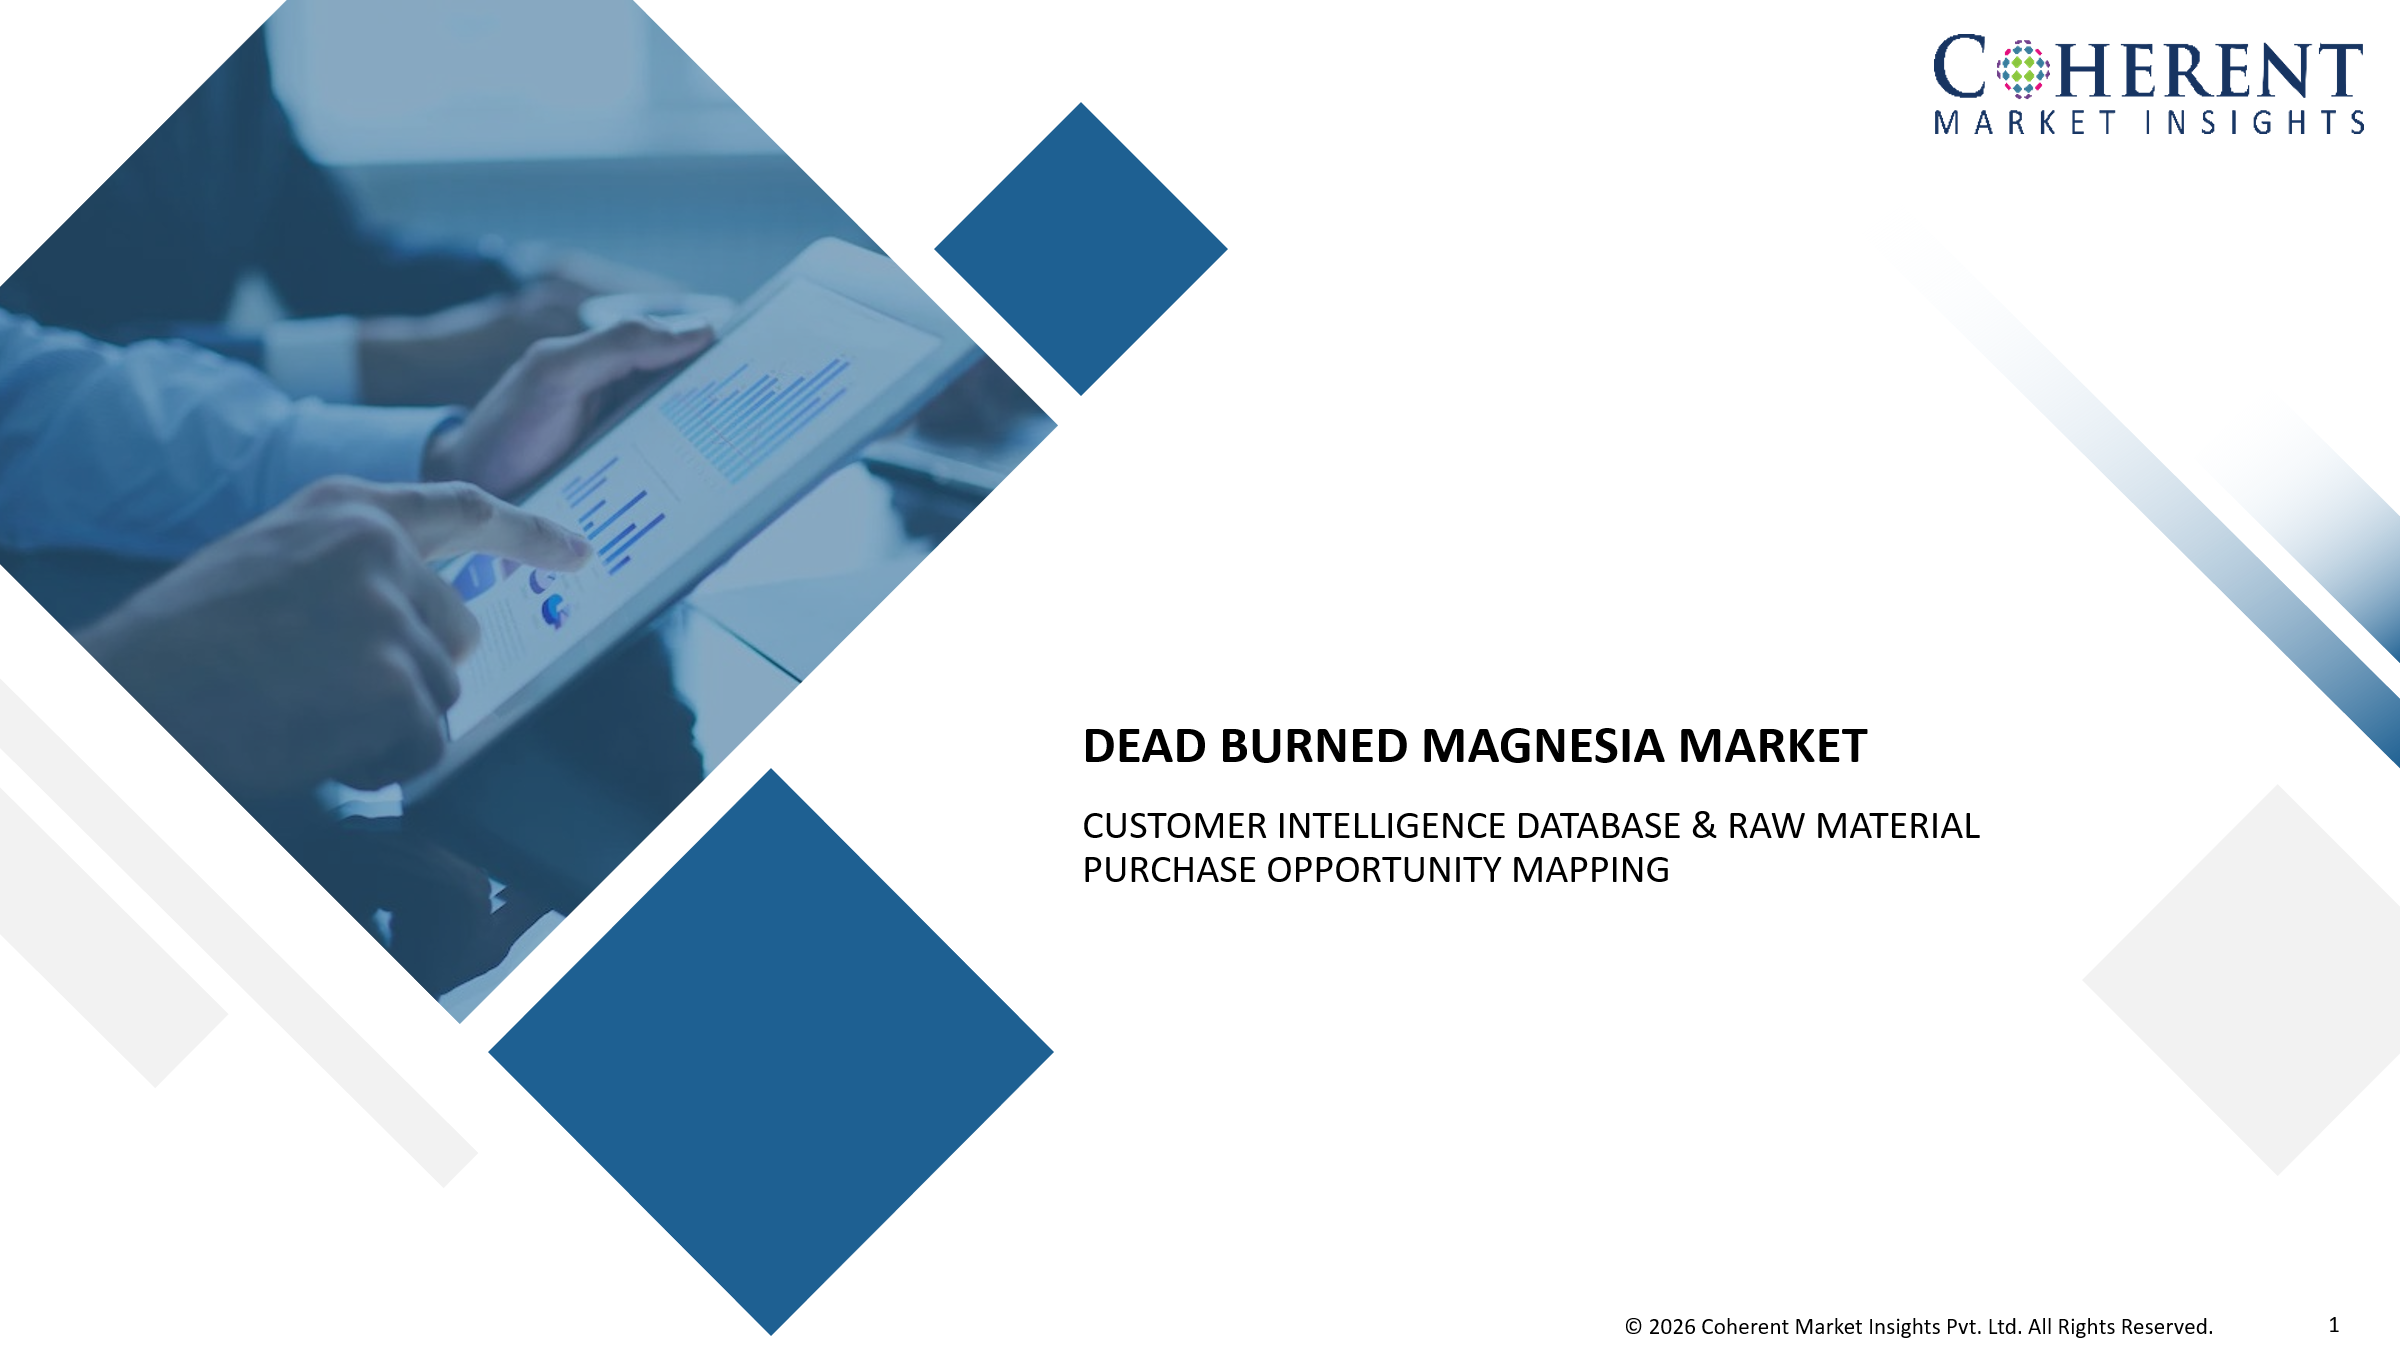 COHERENT
MARKET INSIGHTS
DEAD BURNED MAGNESIA MARKET
CUSTOMER INTELLIGENCE DATABASE & RAW MATERIAL
PURCHASE OPPORTUNITY MAPPING
© 2026 Coherent Market Insights Pvt. Ltd. All Rights Reserved.
1